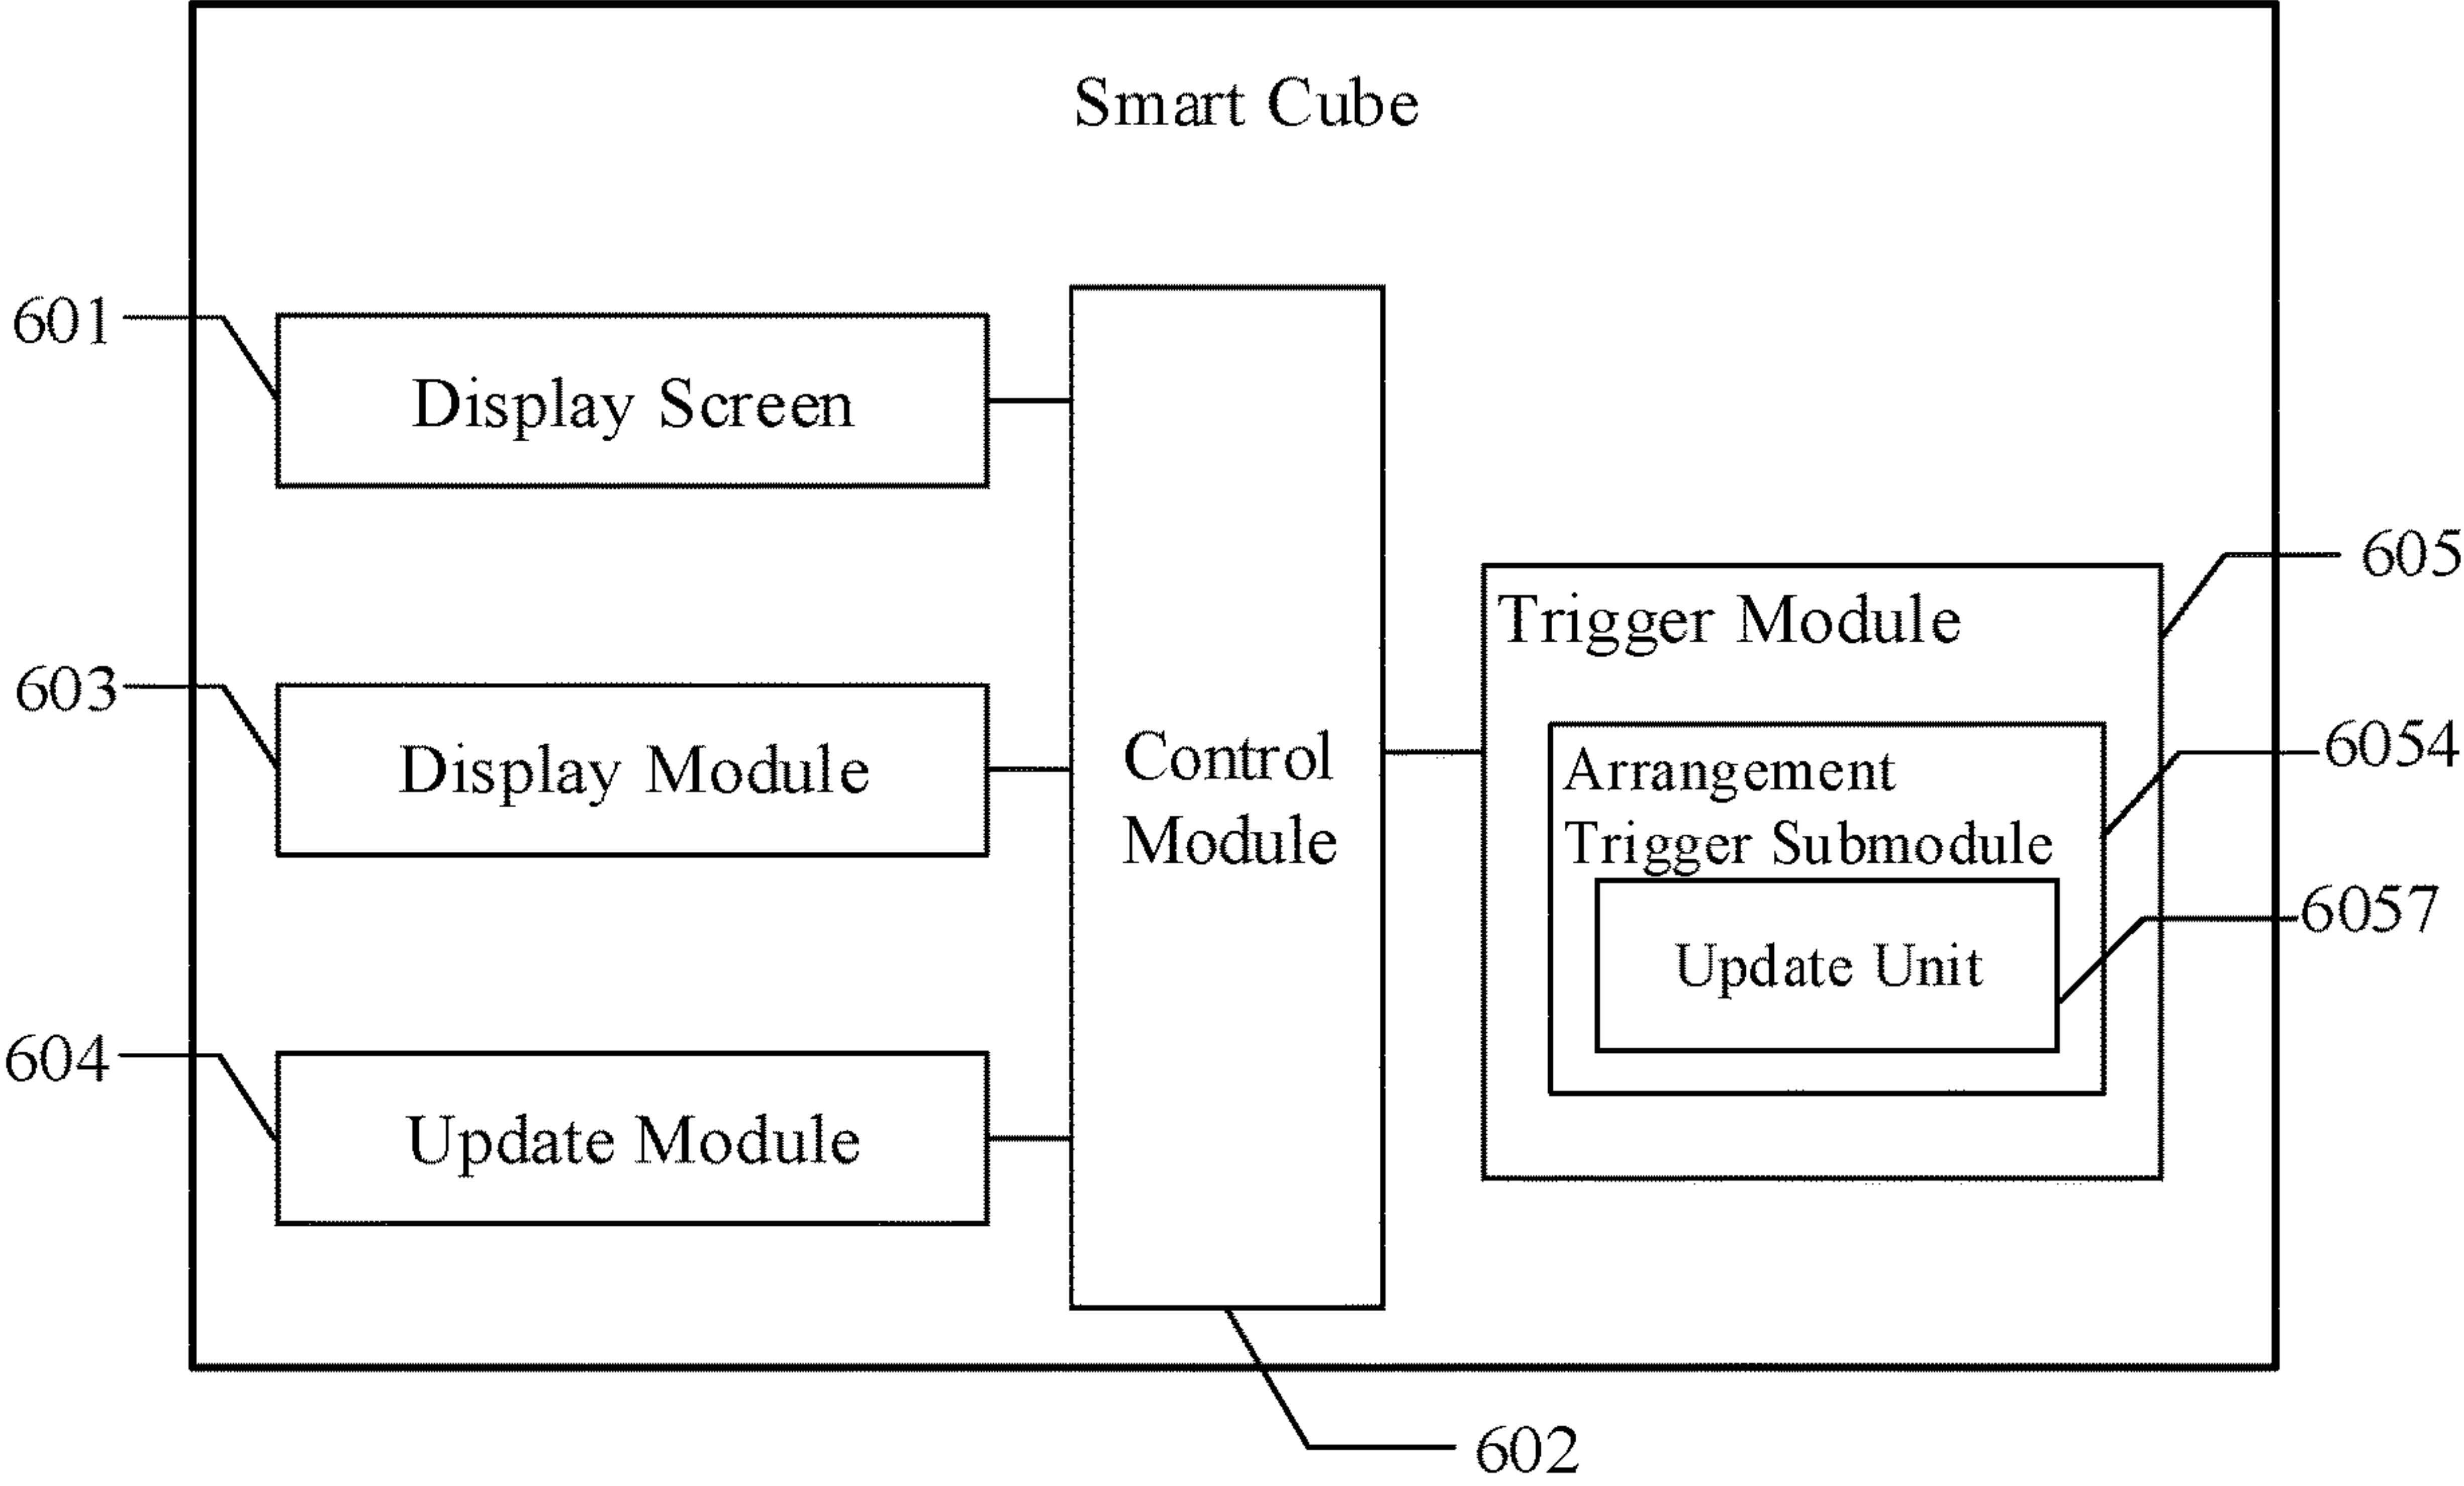 Smart Cube
601
Display Screen
605
Trigger Module
603
Display Module
Control
Module
6054
Arrangement
Trigger Submodule
6057
Update Unit
604
Update Module
602